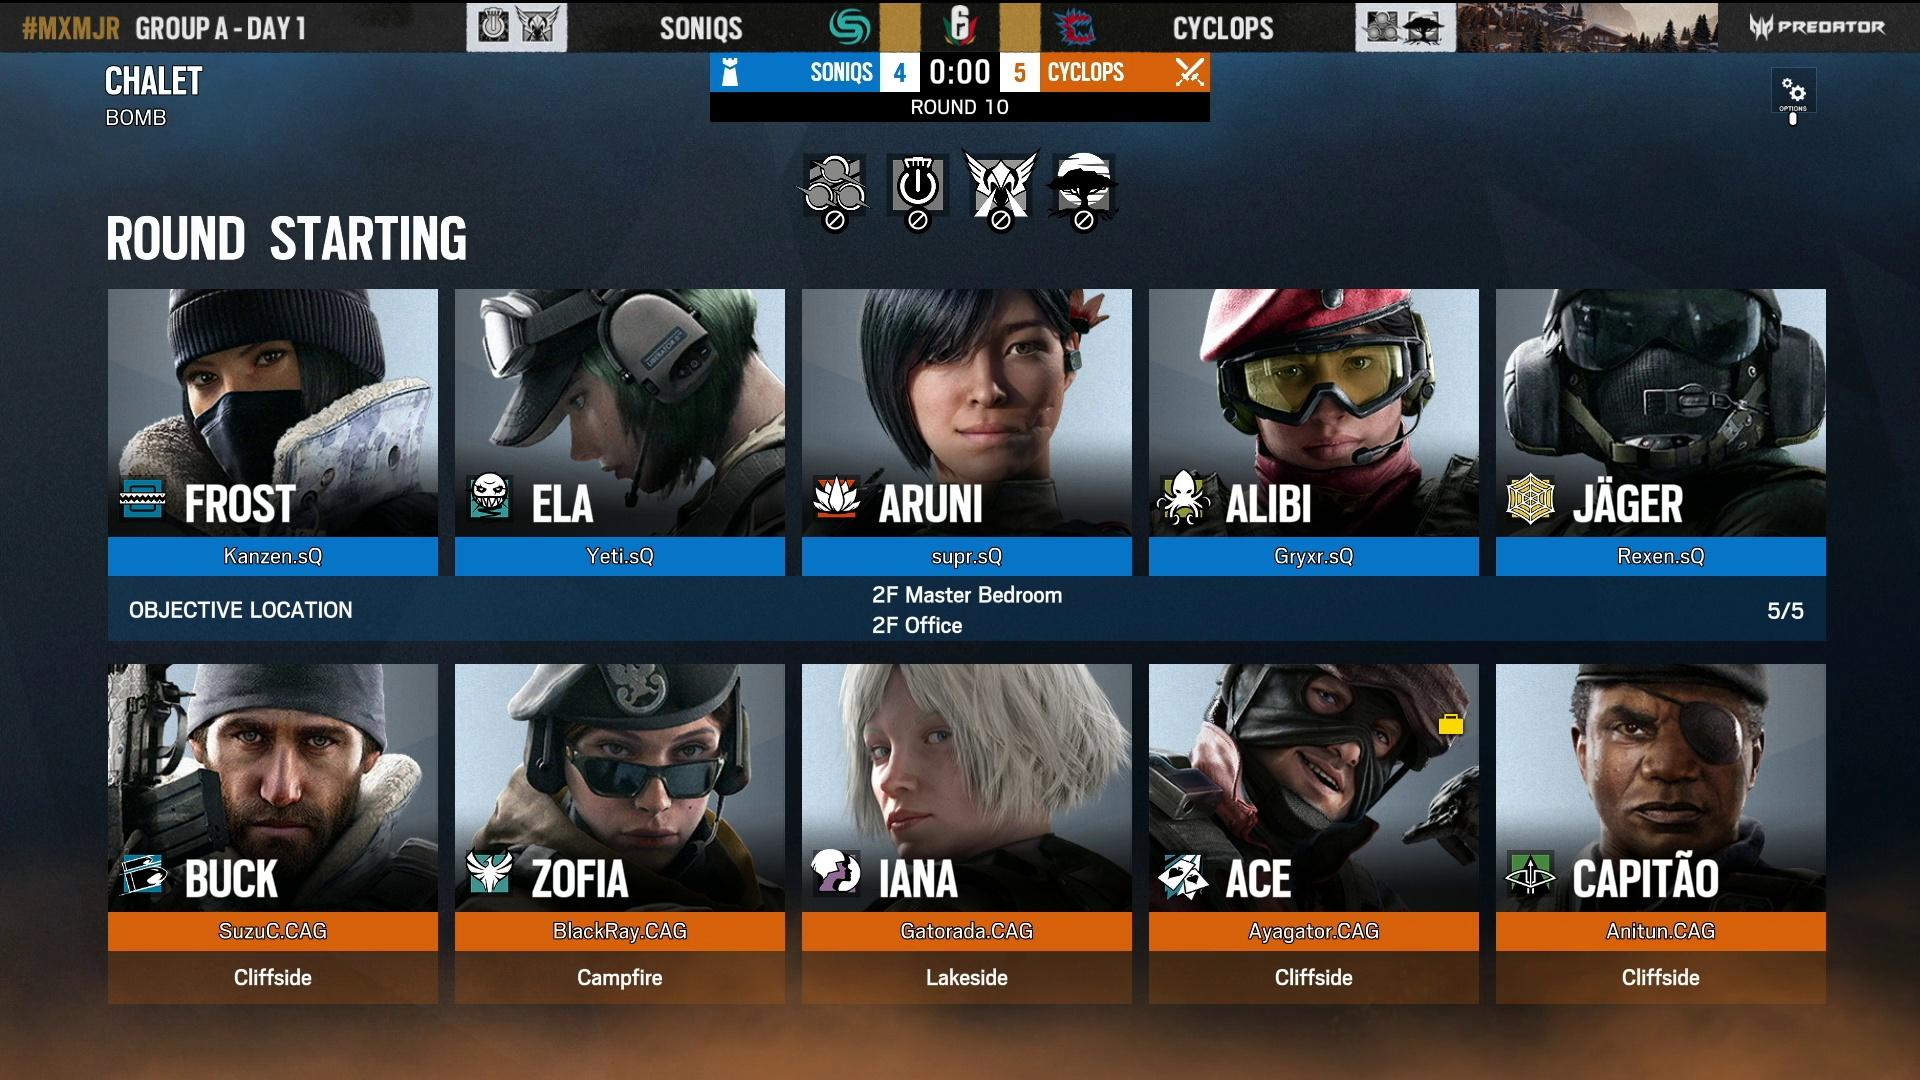 #MXMJR GROUP A - DAY 1
SONIQS
6
CYCLOPS
PREDATOR
CHALET
BOMB
SONIQS 4 0:00 5 CYCLOPS
ROUND 10
OPTIONS
ROUND STARTING
FROST
ELA
ARUNI
ALIBI
JÄGER
Kanzen.sQ
Yeti.sQ
supr.sQ
Gryxr.sQ
Rexen.sQ
OBJECTIVE LOCATION
2F Master Bedroom
2F Office
5/5
BUCK
ZOFIA
IANA
ACE
CAPITÃO
SuzuC.CAG
BlackRay.CAG
Gatorada.CAG
Ayagator.CAG
Anitun.CAG
Cliffside
Campfire
Lakeside
Cliffside
Cliffside